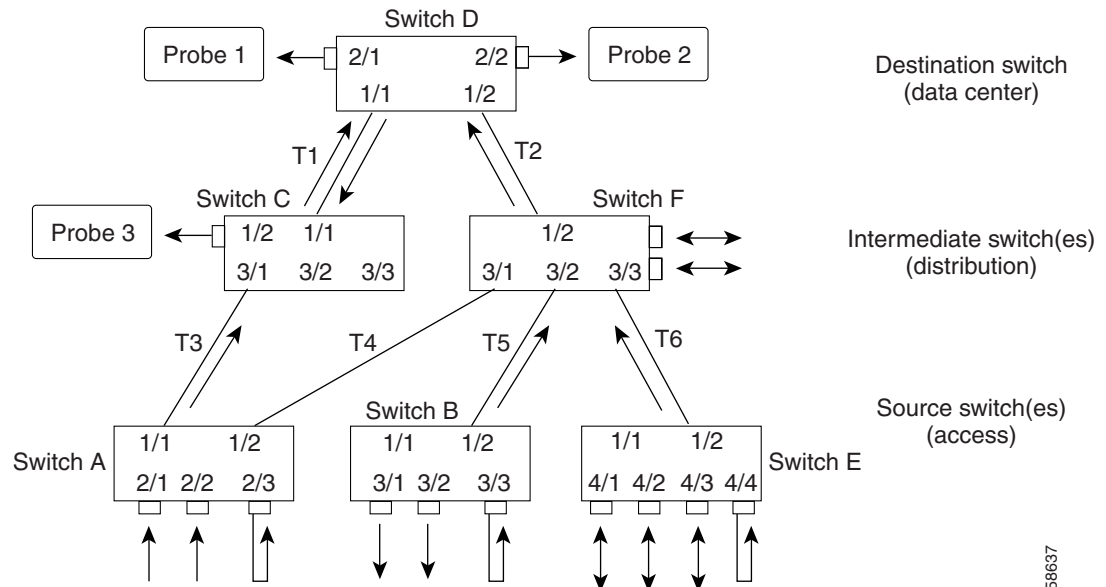 Switch D
Probe 1
2/1 2/2
Probe 2
1/1 1/2
Destination switch
(data center)
T1 T2
Switch C
Switch F
Probe 3
1/2 1/1
3/1 3/2 3/3
1/2
3/1 3/2 3/3
Intermediate switch(es)
(distribution)
T3 T4 T5 T6
Source switch(es)
(access)
Switch A
1/1 1/2
2/1 2/2 2/3
Switch B
1/1 1/2
3/1 3/2 3/3
Switch E
1/1 1/2
4/1 4/2 4/3 4/4